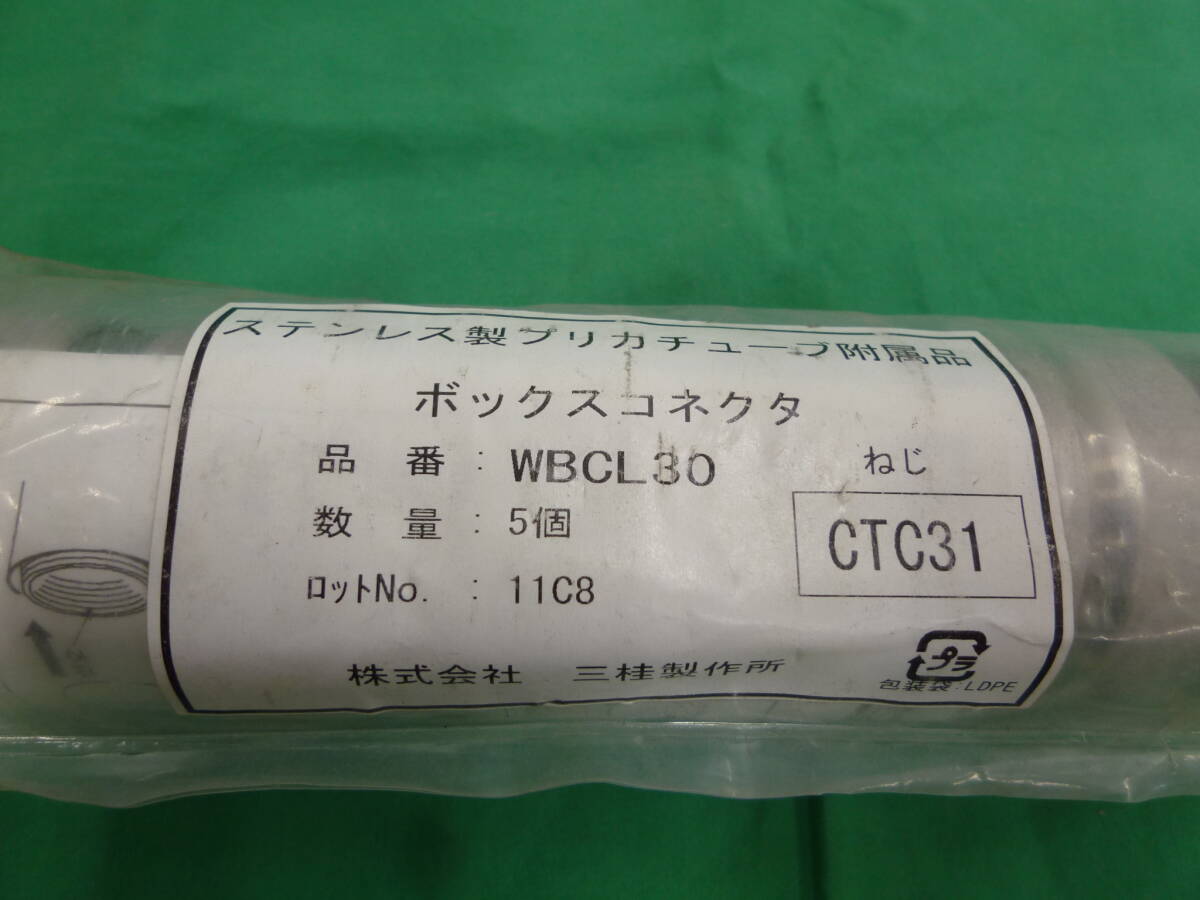 ステンレス製プリカチューブ附属品
ボックスコネクタ
品番:WBCL30
ねじ
数量:5個
CTC31
ロットNo.:11C8
プラ
株式会社 三桂製作所
包装袋:LDPE